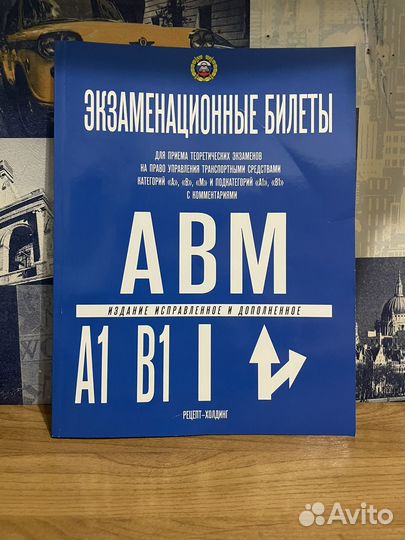 ЭКЗАМЕНАЦИОННЫЕ БИЛЕТЫ
ДЛЯ ПРИЕМА ТЕОРЕТИЧЕСКИХ ЭКЗАМЕНОВ
НА ПРАВО УПРАВЛЕНИЯ ТРАНСПОРТНЫМИ СРЕДСТВАМИ
КАТЕГОРИЙ «А», «В», «М» И ПОДКАТЕГОРИЙ «А1», «В1»
С КОММЕНТАРИЯМИ
АВМ
ИЗДАНИЕ ИСПРАВЛЕННОЕ И ДОПОЛНЕННОЕ
А1 В1
РЕЦЕПТ-ХОЛДИНГ
Avito